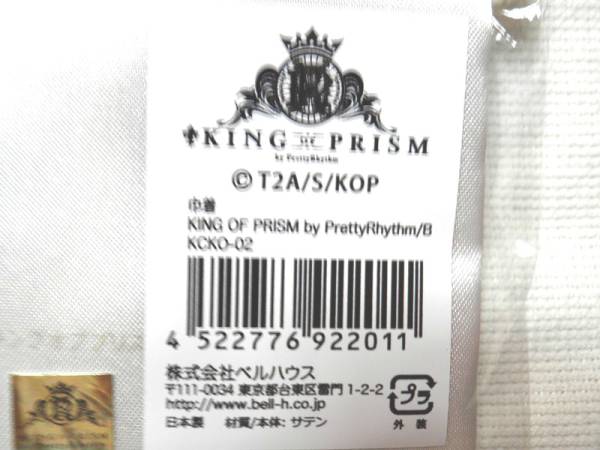 KING OF PRISM
by PrettyRhythm
© T2A/S/KOP
巾着
KING OF PRISM by PrettyRhythm/B
KCKO-02
4 522776 922011
株式会社ベルハウス
〒111-0034 東京都台東区雷門 1-2-2
http://www.bell-h.co.jp
日本製 材質/本体: サテン
プラ
外 装
KING OF PRISM